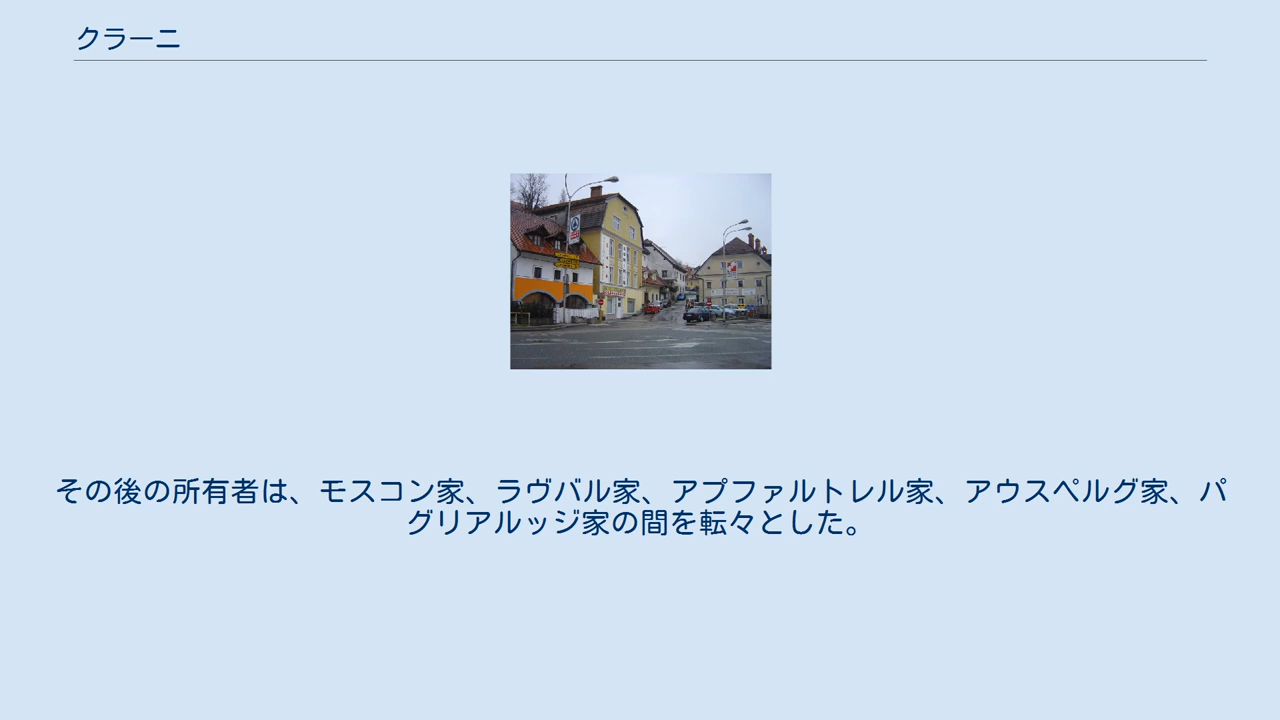 クラーニ
その後の所有者は、モスコン家、ラヴバル家、アプファルトレル家、アウスペルグ家、パ
グリアルッジ家の間を転々とした。